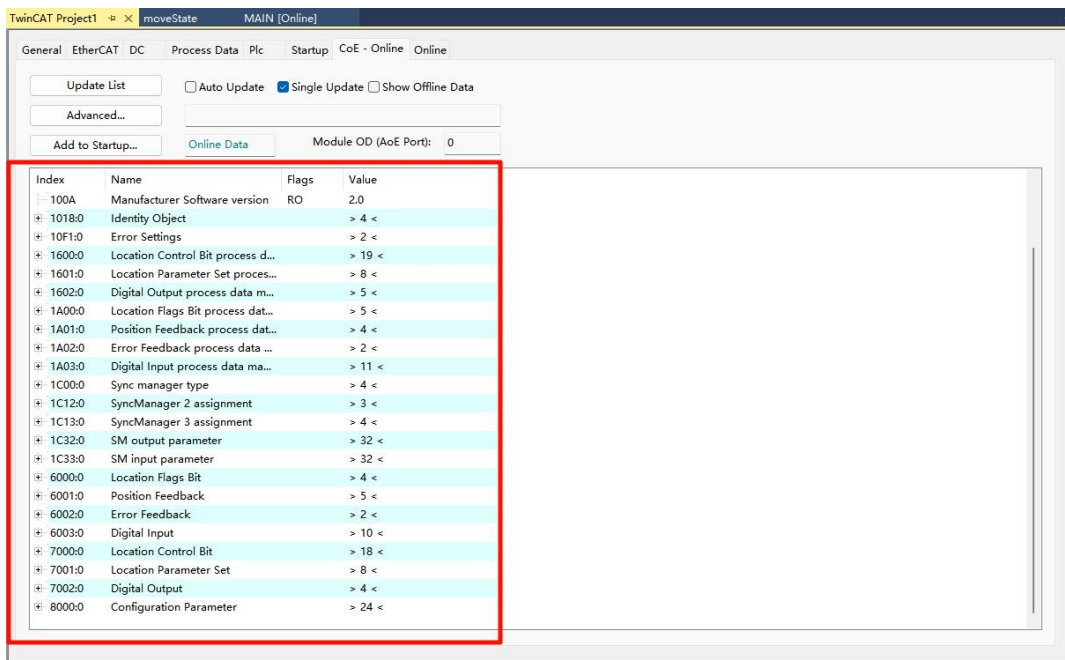 TwinCAT Project1 moveState MAIN [Online]
General EtherCAT DC Process Data Plc Startup CoE - Online Online
Update List Auto Update Single Update Show Offline Data
Advanced...
Add to Startup... Online Data Module OD (AoE Port): 0
Index Name Flags Value
100A Manufacturer Software version RO 2.0
1018:0 Identity Object > 4 <
10F1:0 Error Settings > 2 <
1600:0 Location Control Bit process d... > 19 <
1601:0 Location Parameter Set proces... > 8 <
1602:0 Digital Output process data m... > 5 <
1A00:0 Location Flags Bit process dat... > 5 <
1A01:0 Position Feedback process dat... > 4 <
1A02:0 Error Feedback process data ... > 2 <
1A03:0 Digital Input process data ma... > 11 <
1C00:0 Sync manager type > 4 <
1C12:0 SyncManager 2 assignment > 3 <
1C13:0 SyncManager 3 assignment > 4 <
1C32:0 SM output parameter > 32 <
1C33:0 SM input parameter > 32 <
6000:0 Location Flags Bit > 4 <
6001:0 Position Feedback > 5 <
6002:0 Error Feedback > 2 <
6003:0 Digital Input > 10 <
7000:0 Location Control Bit > 18 <
7001:0 Location Parameter Set > 8 <
7002:0 Digital Output > 4 <
8000:0 Configuration Parameter > 24 <